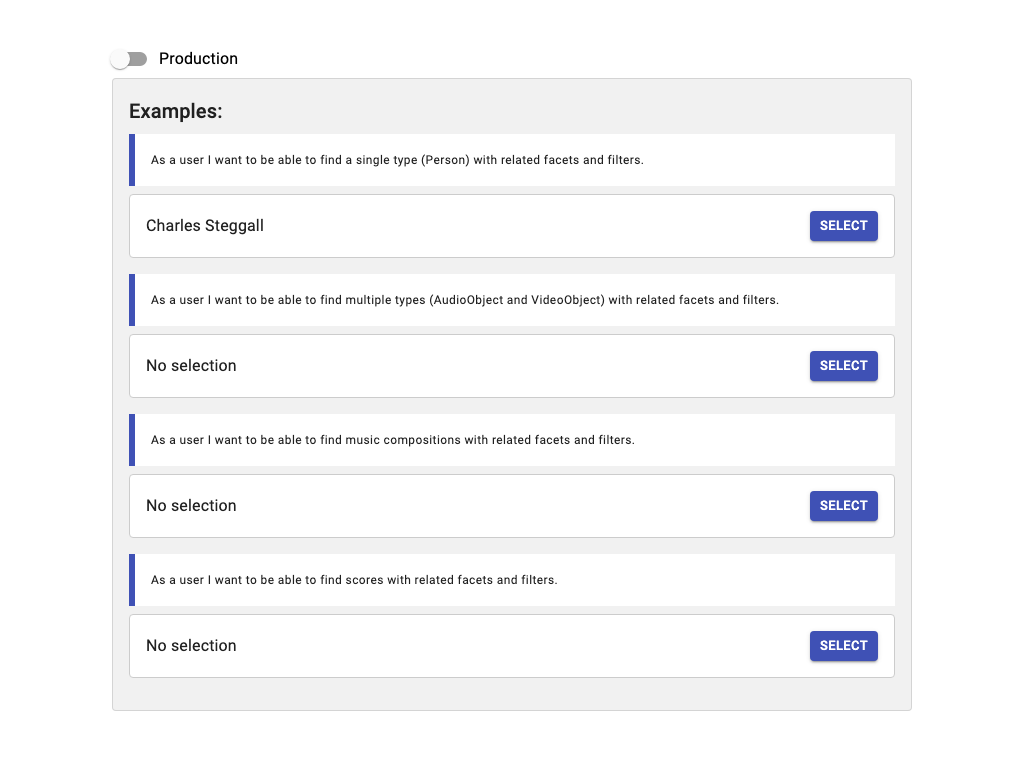 Production
Examples:
As a user I want to be able to find a single type (Person) with related facets and filters.
Charles Steggall
SELECT
As a user I want to be able to find multiple types (AudioObject and VideoObject) with related facets and filters.
No selection
SELECT
As a user I want to be able to find music compositions with related facets and filters.
No selection
SELECT
As a user I want to be able to find scores with related facets and filters.
No selection
SELECT